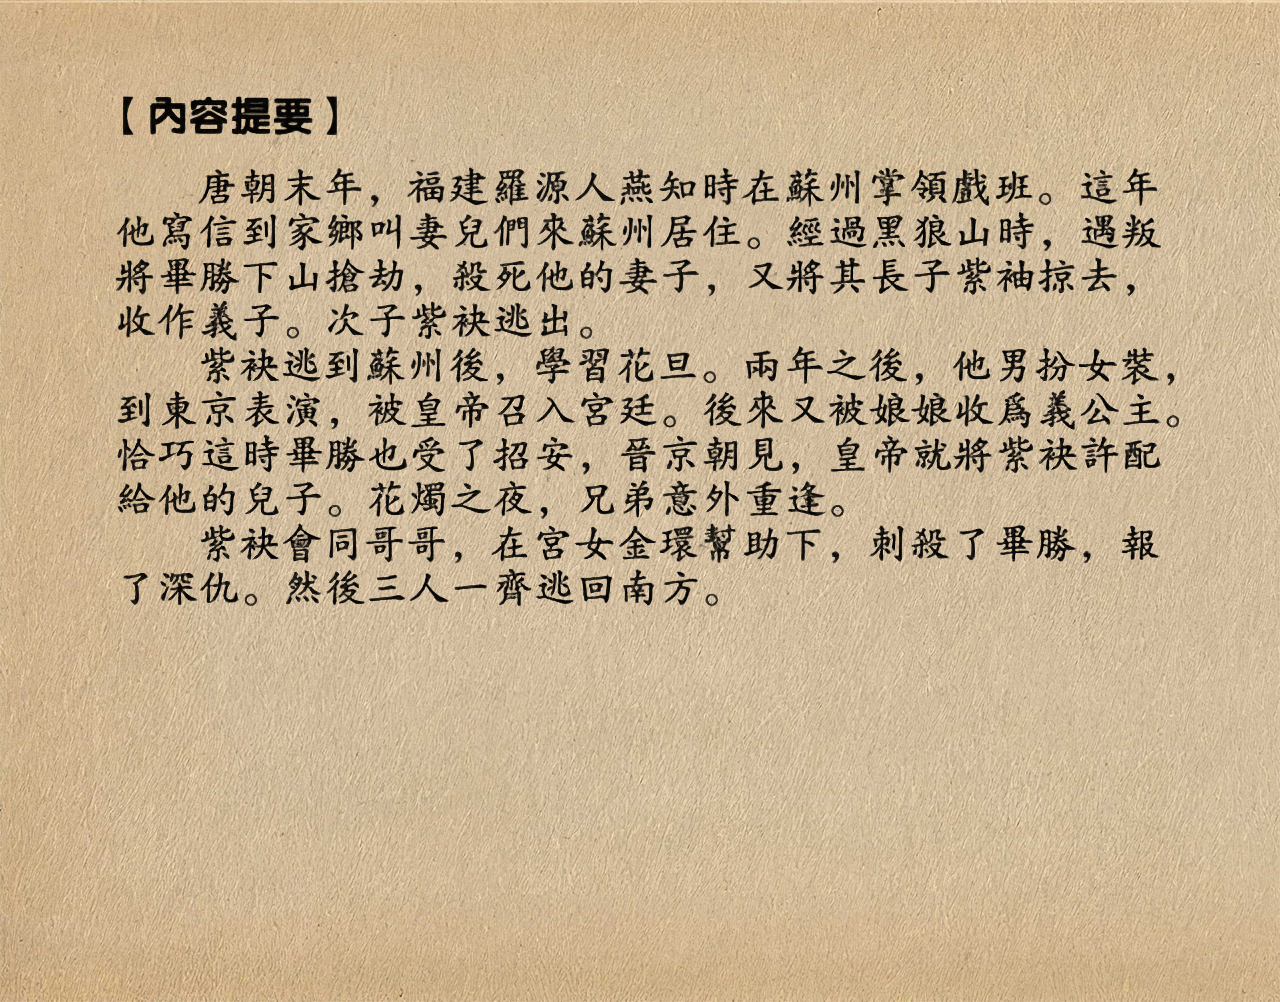 【內容提要】
唐朝末年，福建羅源人燕知時在蘇州掌領戲班。這年
他寫信到家鄉叫妻兒們來蘇州居住。經過黑狼山時，遇叛
將畢勝下山搶劫，殺死他的妻子，又將其長子紫袖掠去，
收作義子。次子紫袂逃出。
紫袂逃到蘇州後，學習花旦。兩年之後，他男扮女裝，
到東京表演，被皇帝召入宮廷。後來又被娘娘收爲義公主。
恰巧這時畢勝也受了招安，晉京朝見，皇帝就將紫袂許配
給他的兒子。花燭之夜，兄弟意外重逢。
紫袂會同哥哥，在宮女金環幫助下，刺殺了畢勝，報
了深仇。然後三人一齊逃回南方。